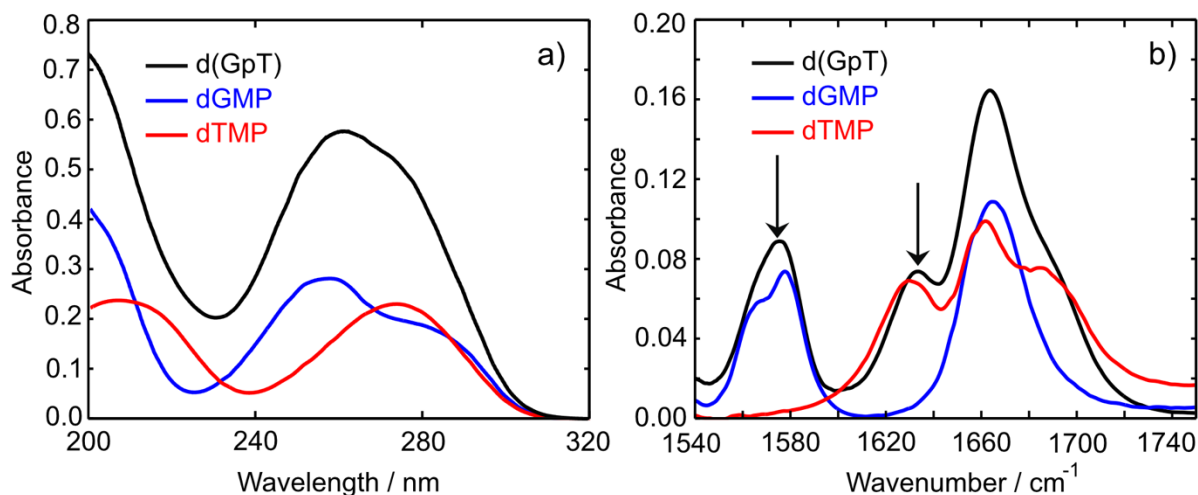 0.8
0.7
0.6
0.5
0.4
0.3
0.2
0.1
0.0
Absorbance
d(GpT)
dGMP
dTMP
a)
200 240 280 320
Wavelength / nm
0.20
0.16
0.12
0.08
0.04
0.00
Absorbance
d(GpT)
dGMP
dTMP
b)
1540 1580 1620 1660 1700 1740
Wavenumber / cm⁻¹